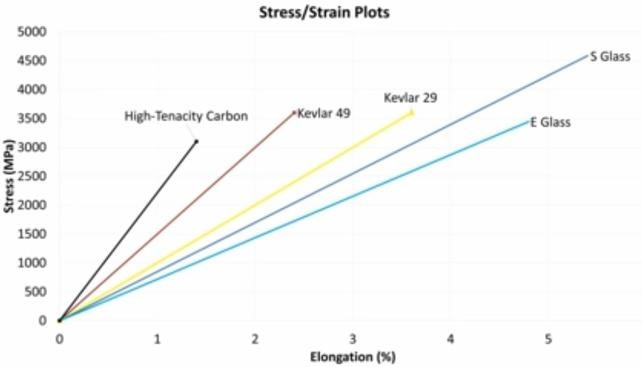 Stress/Strain Plots
5000
4500
4000
3500
3000
2500
2000
1500
1000
500
0
Stress (MPa)
High-Tenacity Carbon
Kevlar 49
Kevlar 29
S Glass
E Glass
0 1 2 3 4 5
Elongation (%)